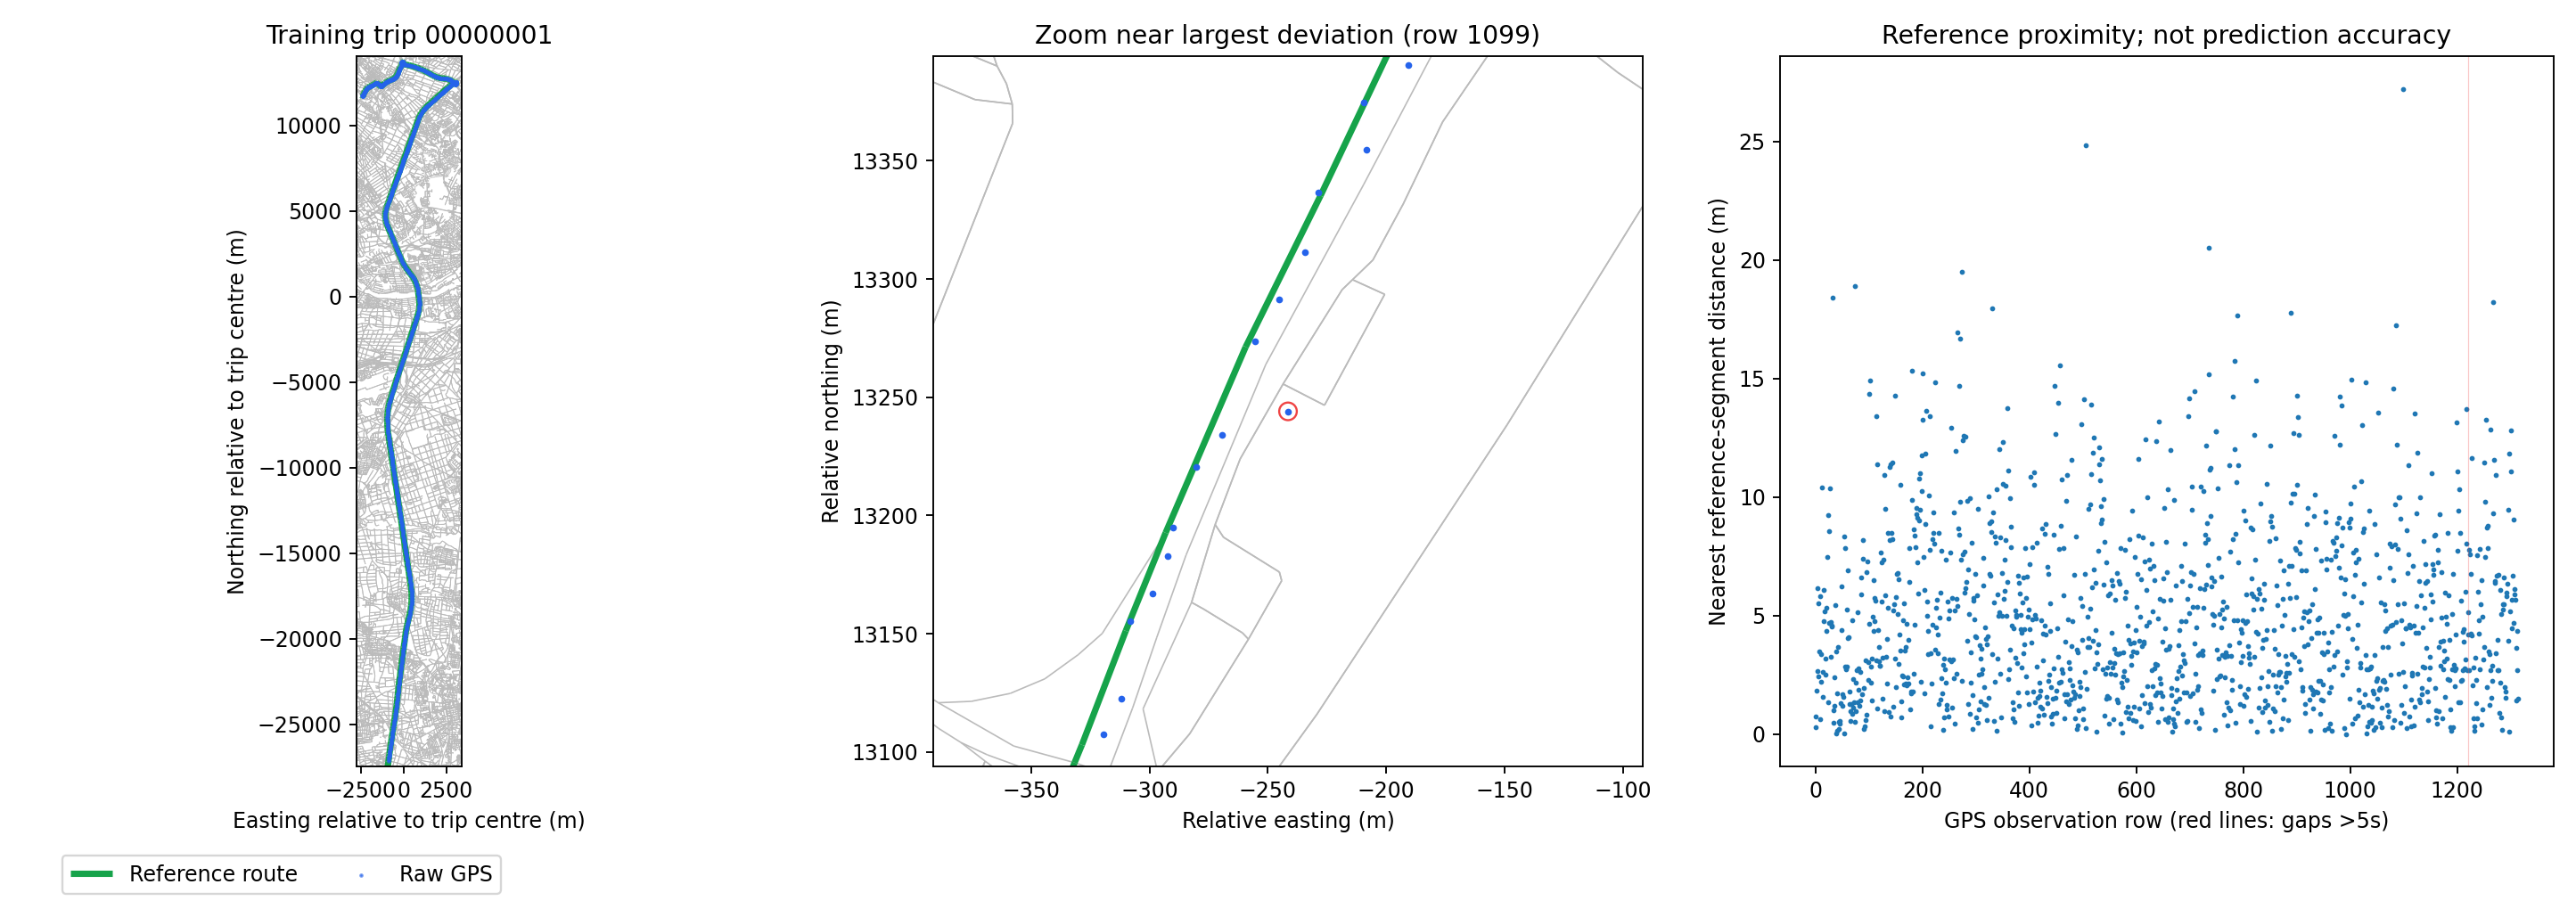 Training trip 00000001
10000
5000
0
−5000
−10000
−15000
−20000
−25000
Northing relative to trip centre (m)
−2500 0 2500
Easting relative to trip centre (m)
Reference route
Raw GPS
Zoom near largest deviation (row 1099)
13350
13300
13250
13200
13150
13100
Relative northing (m)
−350 −300 −250 −200 −150 −100
Relative easting (m)
Reference proximity; not prediction accuracy
25
20
15
10
5
0
Nearest reference-segment distance (m)
0 200 400 600 800 1000 1200
GPS observation row (red lines: gaps >5s)